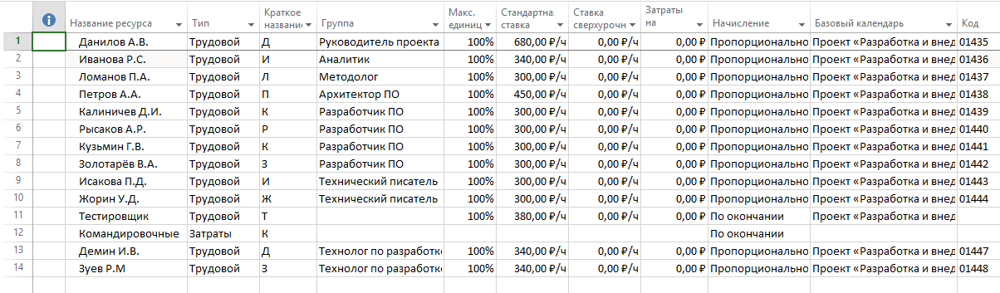 Название ресурса Тип Краткое названи Группа Макс. единиц Стандартна ставка Ставка сверхурочн Затраты на Начисление Базовый календарь Код
1 Данилов А.В. Трудовой Д Руководитель проекта 100% 680,00 ₽/ч 0,00 ₽/ч 0,00 ₽ Пропорционально Проект «Разработка и внед 01435
2 Иванова Р.С. Трудовой И Аналитик 100% 340,00 ₽/ч 0,00 ₽/ч 0,00 ₽ Пропорционально Проект «Разработка и внед 01436
3 Ломанов П.А. Трудовой Л Методолог 100% 300,00 ₽/ч 0,00 ₽/ч 0,00 ₽ Пропорционально Проект «Разработка и внед 01437
4 Петров А.А. Трудовой П Архитектор ПО 100% 450,00 ₽/ч 0,00 ₽/ч 0,00 ₽ Пропорционально Проект «Разработка и внед 01438
5 Калиничев Д.И. Трудовой К Разработчик ПО 100% 300,00 ₽/ч 0,00 ₽/ч 0,00 ₽ Пропорционально Проект «Разработка и внед 01439
6 Рысаков А.Р. Трудовой Р Разработчик ПО 100% 300,00 ₽/ч 0,00 ₽/ч 0,00 ₽ Пропорционально Проект «Разработка и внед 01440
7 Кузьмин Г.В. Трудовой К Разработчик ПО 100% 300,00 ₽/ч 0,00 ₽/ч 0,00 ₽ Пропорционально Проект «Разработка и внед 01441
8 Золотарёв В.А. Трудовой З Разработчик ПО 100% 300,00 ₽/ч 0,00 ₽/ч 0,00 ₽ Пропорционально Проект «Разработка и внед 01442
9 Исакова П.Д. Трудовой И Технический писатель 100% 300,00 ₽/ч 0,00 ₽/ч 0,00 ₽ Пропорционально Проект «Разработка и внед 01443
10 Жорин У.Д. Трудовой Ж Технический писатель 100% 300,00 ₽/ч 0,00 ₽/ч 0,00 ₽ Пропорционально Проект «Разработка и внед 01444
11 Тестировщик Трудовой Т 100% 380,00 ₽/ч 0,00 ₽/ч 0,00 ₽ По окончании Проект «Разработка и внед
12 Командировочные Затраты К По окончании
13 Демин И.В. Трудовой Д Технолог по разработке 100% 340,00 ₽/ч 0,00 ₽/ч 0,00 ₽ Пропорционально Проект «Разработка и внед 01447
14 Зуев Р.М Трудовой З Технолог по разработке 100% 340,00 ₽/ч 0,00 ₽/ч 0,00 ₽ Пропорционально Проект «Разработка и внед 01448